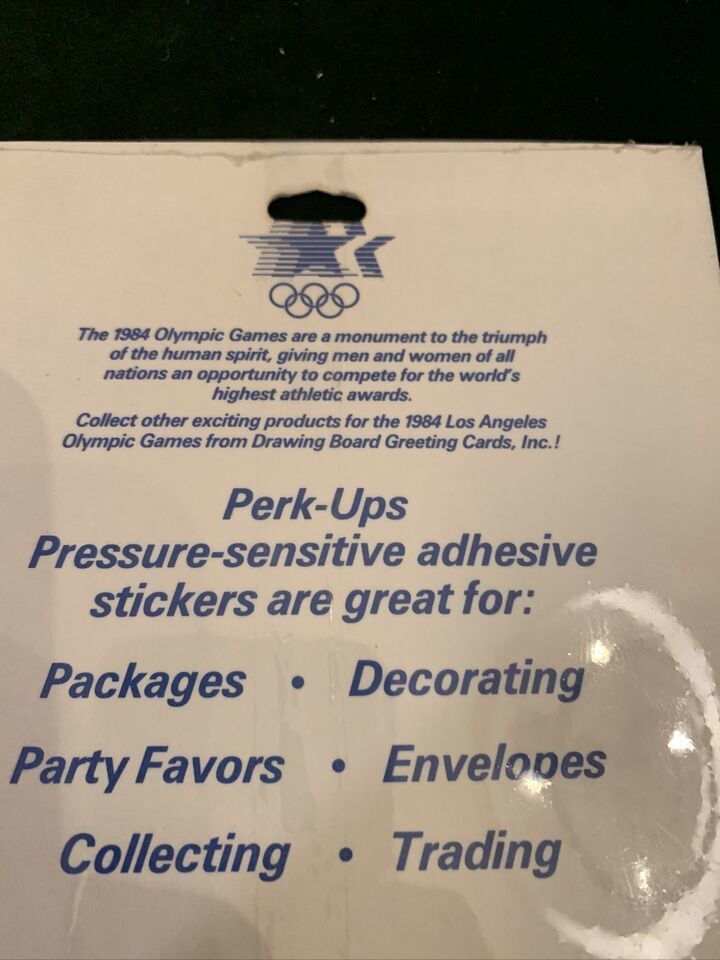 The 1984 Olympic Games are a monument to the triumph
of the human spirit, giving men and women of all
nations an opportunity to compete for the world's
highest athletic awards.
Collect other exciting products for the 1984 Los Angeles
Olympic Games from Drawing Board Greeting Cards, Inc.!
Perk-Ups
Pressure-sensitive adhesive
stickers are great for:
Packages • Decorating
Party Favors • Envelopes
Collecting • Trading